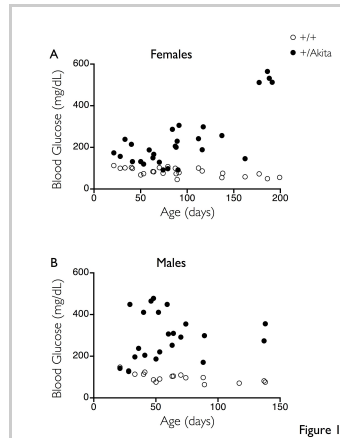 +/+
+/Akita
A
Females
600
400
200
0
Blood Glucose (mg/dL)
0 50 100 150 200
Age (days)
B
Males
600
400
200
0
Blood Glucose (mg/dL)
0 50 100 150
Age (days)
Figure 1